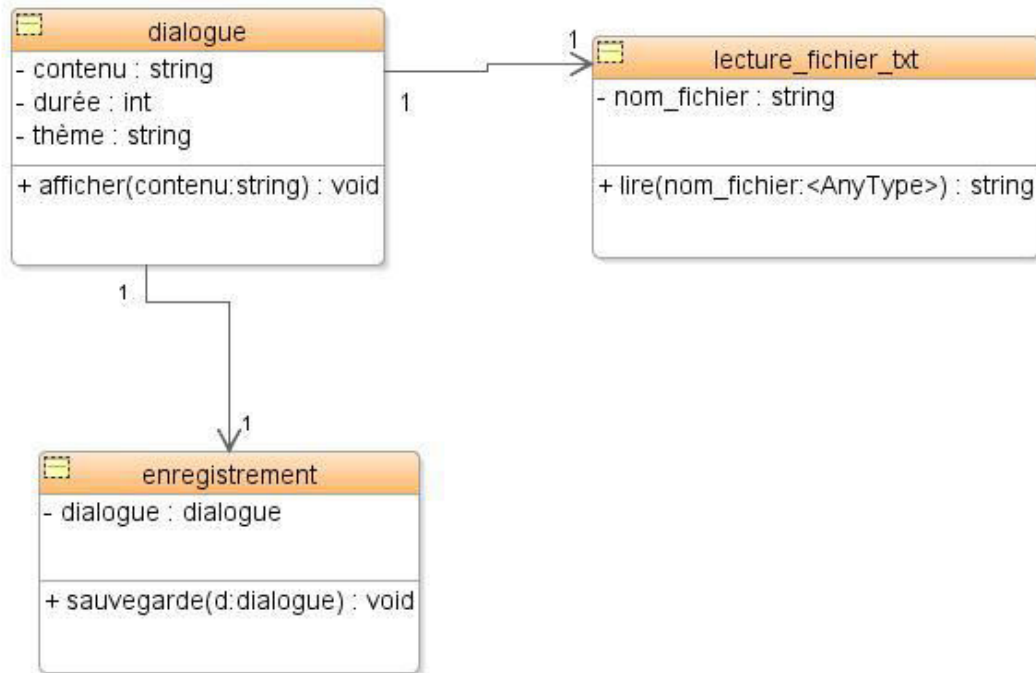 dialogue
- contenu : string
- durée : int
- thème : string
+ afficher(contenu:string) : void
1
1
lecture_fichier_txt
- nom_fichier : string
+ lire(nom_fichier:<AnyType>) : string
1
1
enregistrement
- dialogue : dialogue
+ sauvegarde(d:dialogue) : void